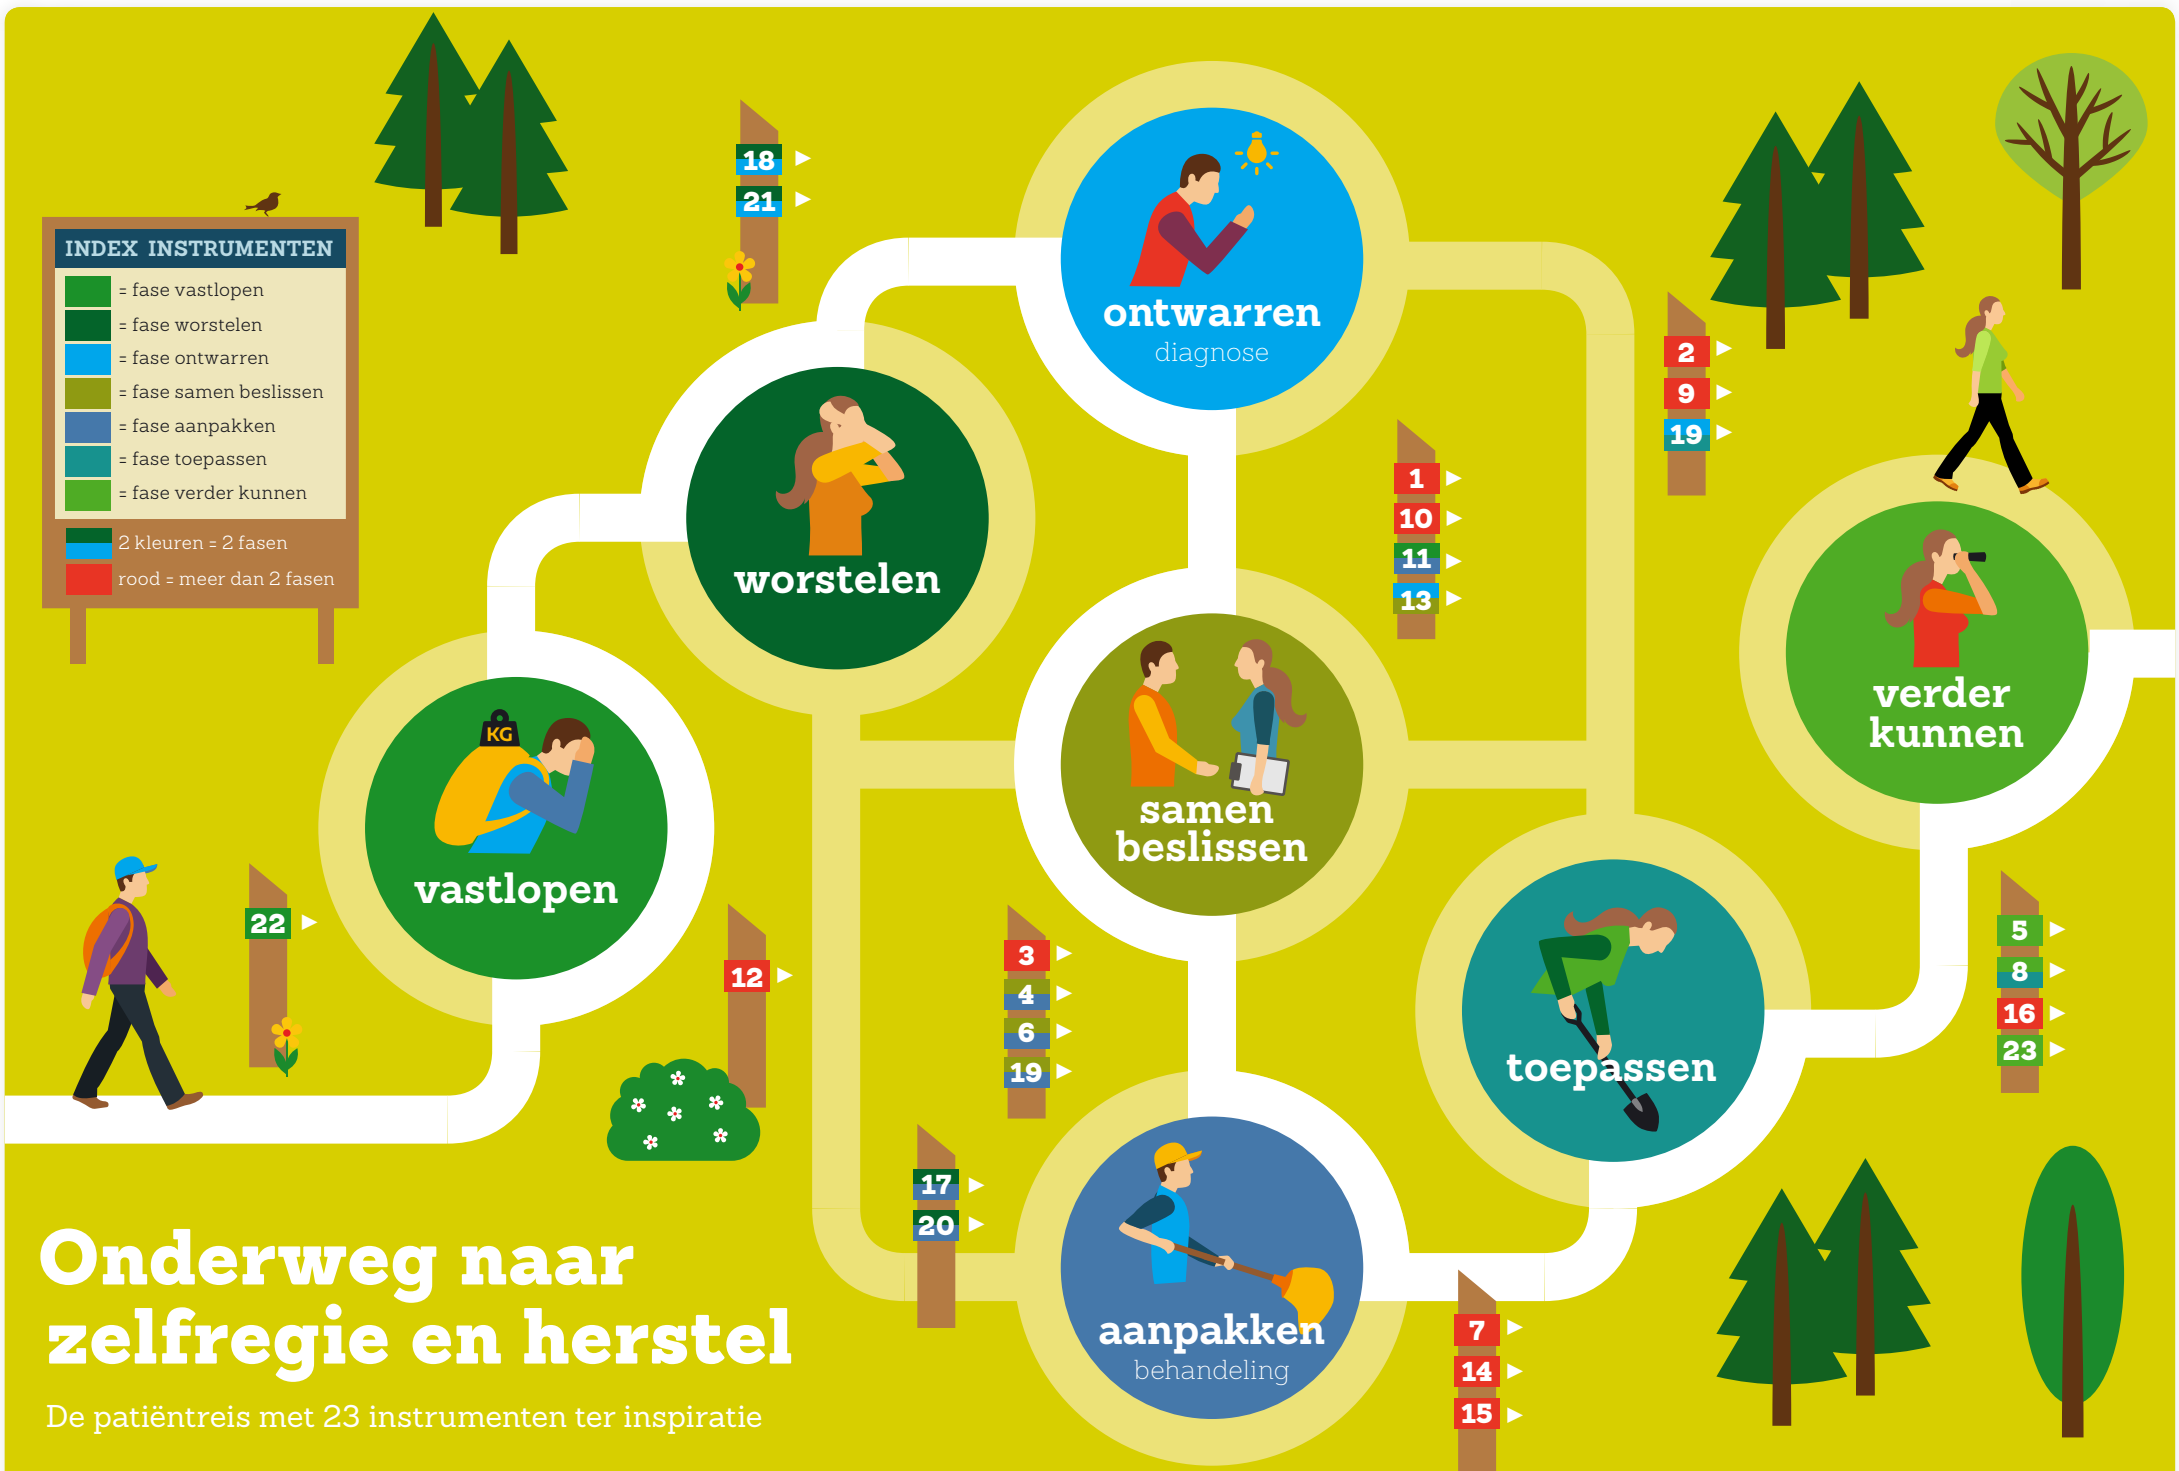 INDEX INSTRUMENTEN
= fase vastlopen
= fase worstelen
= fase ontwarren
= fase samen beslissen
= fase aanpakken
= fase toepassen
= fase verder kunnen
2 kleuren = 2 fasen
rood = meer dan 2 fasen
18
21
ontwarren
diagnose
2
9
19
worstelen
1
10
11
13
verder
kunnen
KG
vastlopen
samen
beslissen
22
12
3
4
6
19
toepassen
5
8
16
23
17
20
aanpakken
behandeling
7
14
15
Onderweg naar
zelfregie en herstel
De patiëntreis met 23 instrumenten ter inspiratie